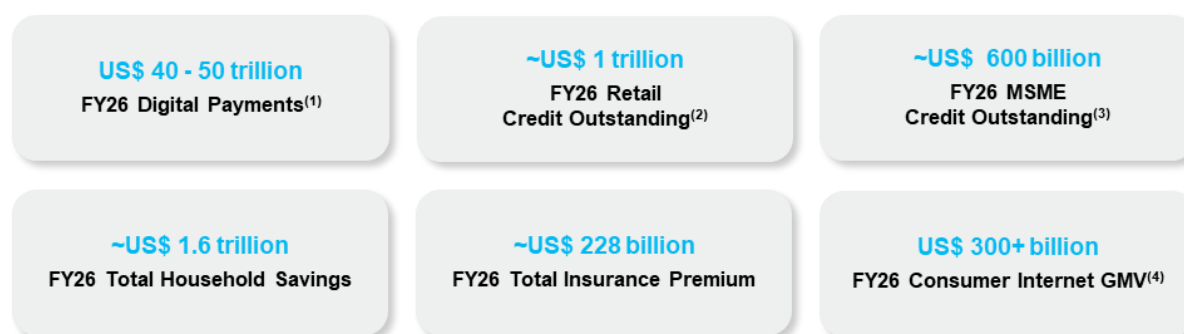 US$ 40 - 50 trillion
FY26 Digital Payments(1)
~US$ 1 trillion
FY26 Retail
Credit Outstanding(2)
~US$ 600 billion
FY26 MSME
Credit Outstanding(3)
~US$ 1.6 trillion
FY26 Total Household Savings
~US$ 228 billion
FY26 Total Insurance Premium
US$ 300+ billion
FY26 Consumer Internet GMV(4)